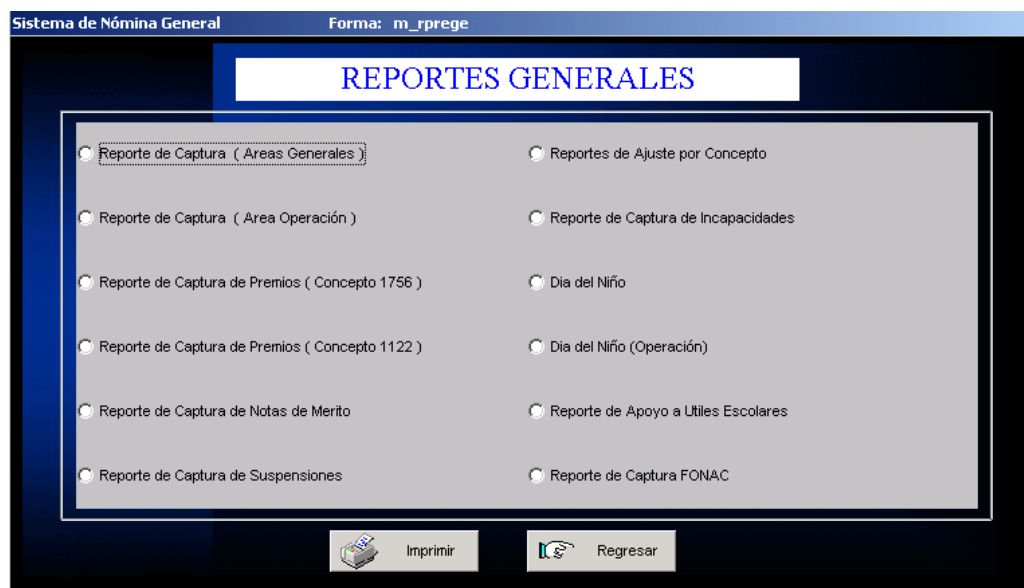 Sistema de Nómina General Forma: m_rprege
REPORTES GENERALES
Reporte de Captura ( Areas Generales )
Reporte de Captura ( Area Operación )
Reporte de Captura de Premios ( Concepto 1756 )
Reporte de Captura de Premios ( Concepto 1122 )
Reporte de Captura de Notas de Merito
Reporte de Captura de Suspensiones
Reportes de Ajuste por Concepto
Reporte de Captura de Incapacidades
Dia del Niño
Dia del Niño (Operación)
Reporte de Apoyo a Utiles Escolares
Reporte de Captura FONAC
Imprimir
Regresar